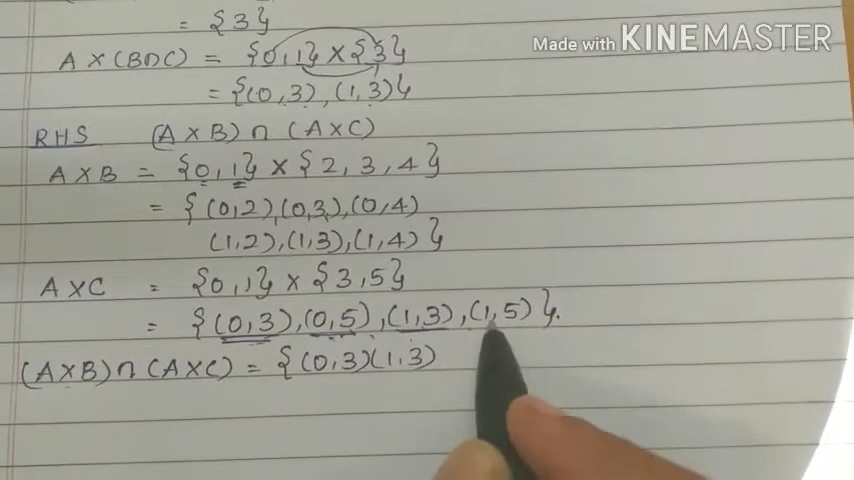 = {3}
A×(B∩C) = {0,1}×{3}
Made with KINEMASTER
= {(0,3),(1,3)}
RHS (A×B)∩(A×C)
A×B = {0,1}×{2,3,4}
= {(0,2),(0,3),(0,4)
(1,2),(1,3),(1,4)}
A×C = {0,1}×{3,5}
= {(0,3),(0,5),(1,3),(1,5)}.
(A×B)∩(A×C) = {(0,3)(1,3)